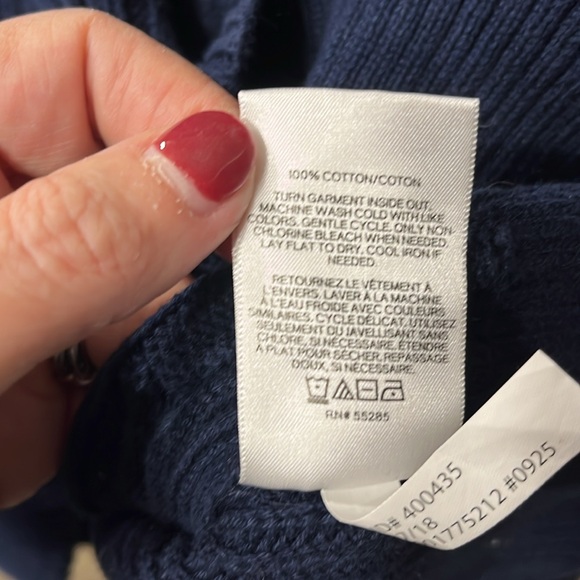 100% COTTON/COTON
TURN GARMENT INSIDE OUT.
MACHINE WASH COLD WITH LIKE
COLORS. GENTLE CYCLE. ONLY NON-
CHLORINE BLEACH WHEN NEEDED.
LAY FLAT TO DRY. COOL IRON IF
NEEDED.
RETOURNEZ LE VÊTEMENT À
L'ENVERS. LAVER À LA MACHINE
À L'EAU FROIDE AVEC COULEURS
SIMILAIRES. CYCLE DÉLICAT. UTILISEZ
SEULEMENT DU JAVELLISANT SANS
CHLORE, SI NÉCESSAIRE. ÉTENDRE
À PLAT POUR SÉCHER. REPASSAGE
DOUX, SI NÉCESSAIRE.
RN# 55285
D# 400435
/18
1775212 #0925